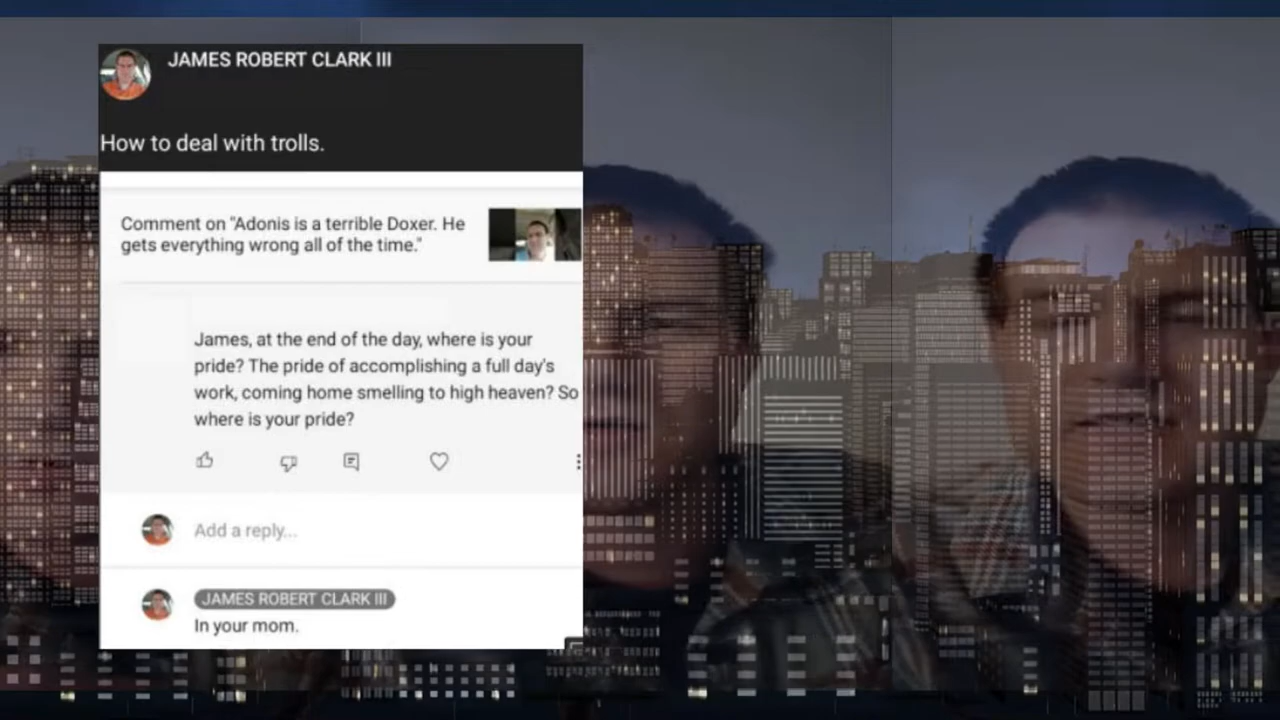 JAMES ROBERT CLARK III
How to deal with trolls.
Comment on "Adonis is a terrible Doxer. He
gets everything wrong all of the time."
James, at the end of the day, where is your
pride? The pride of accomplishing a full day's
work, coming home smelling to high heaven? So
where is your pride?
Add a reply...
JAMES ROBERT CLARK III
In your mom.